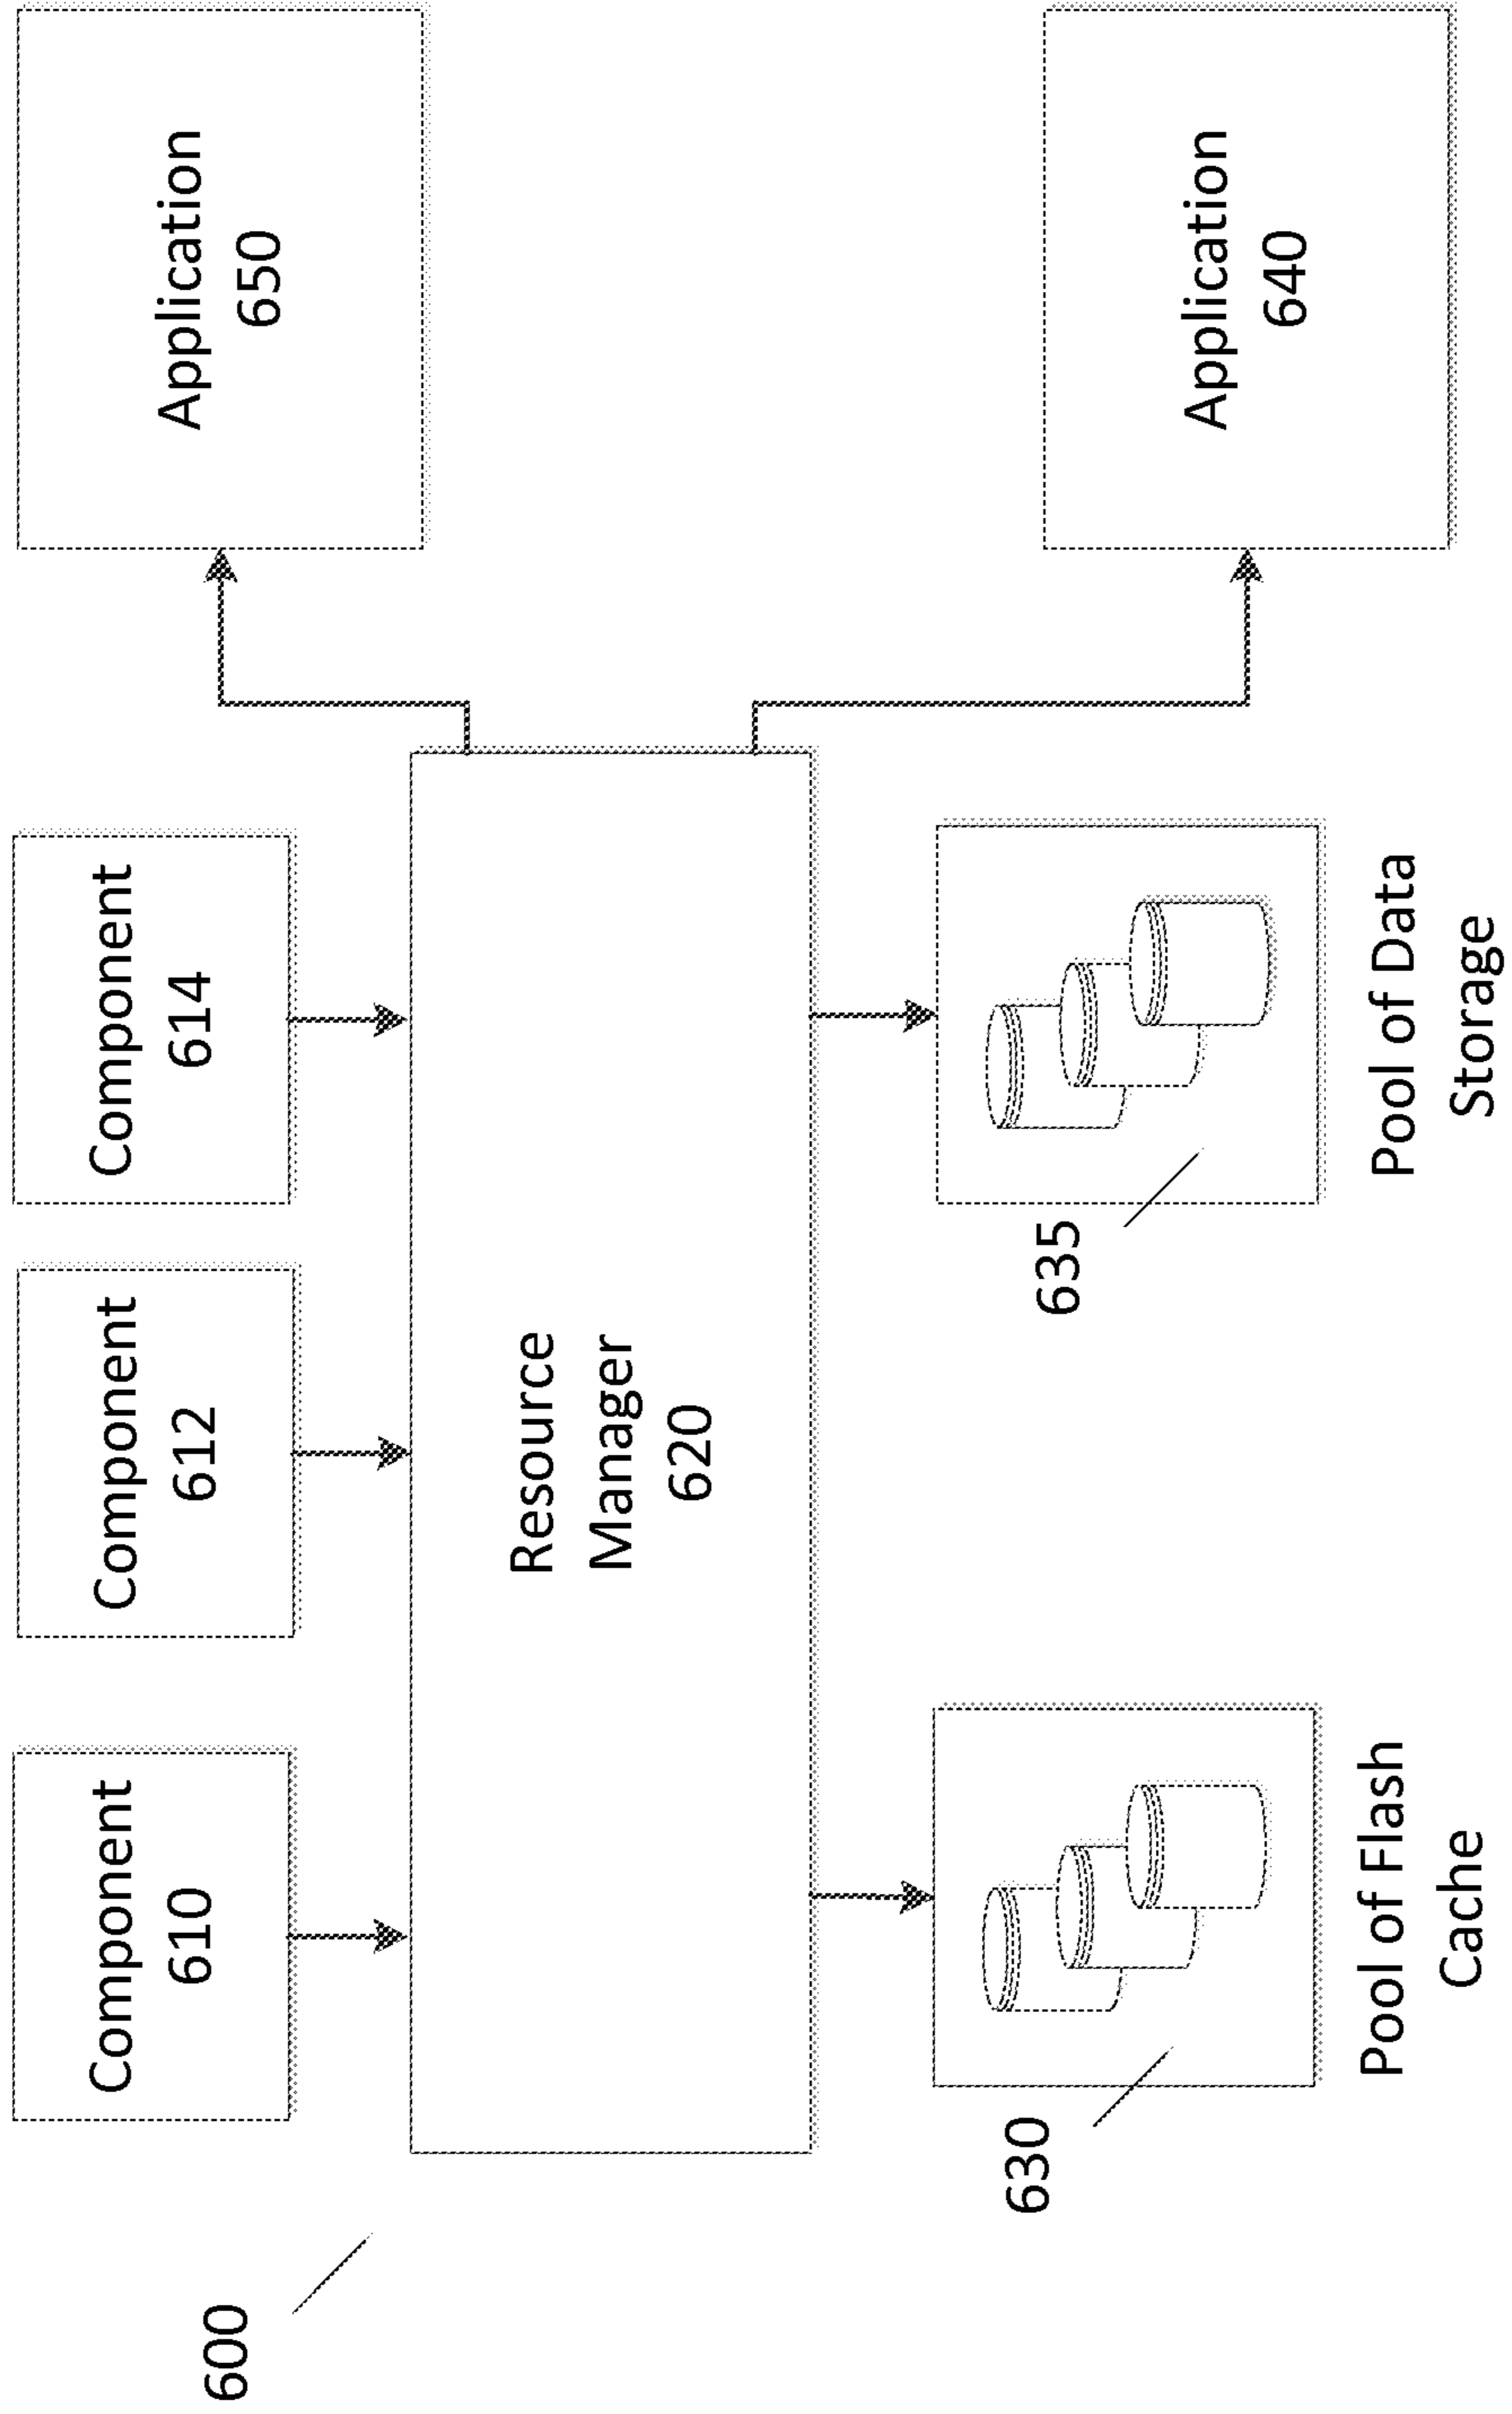 600
Component
610
Component
612
Component
614
Resource
Manager
620
Application
650
Application
640
630
Pool of Flash
Cache
635
Pool of Data
Storage